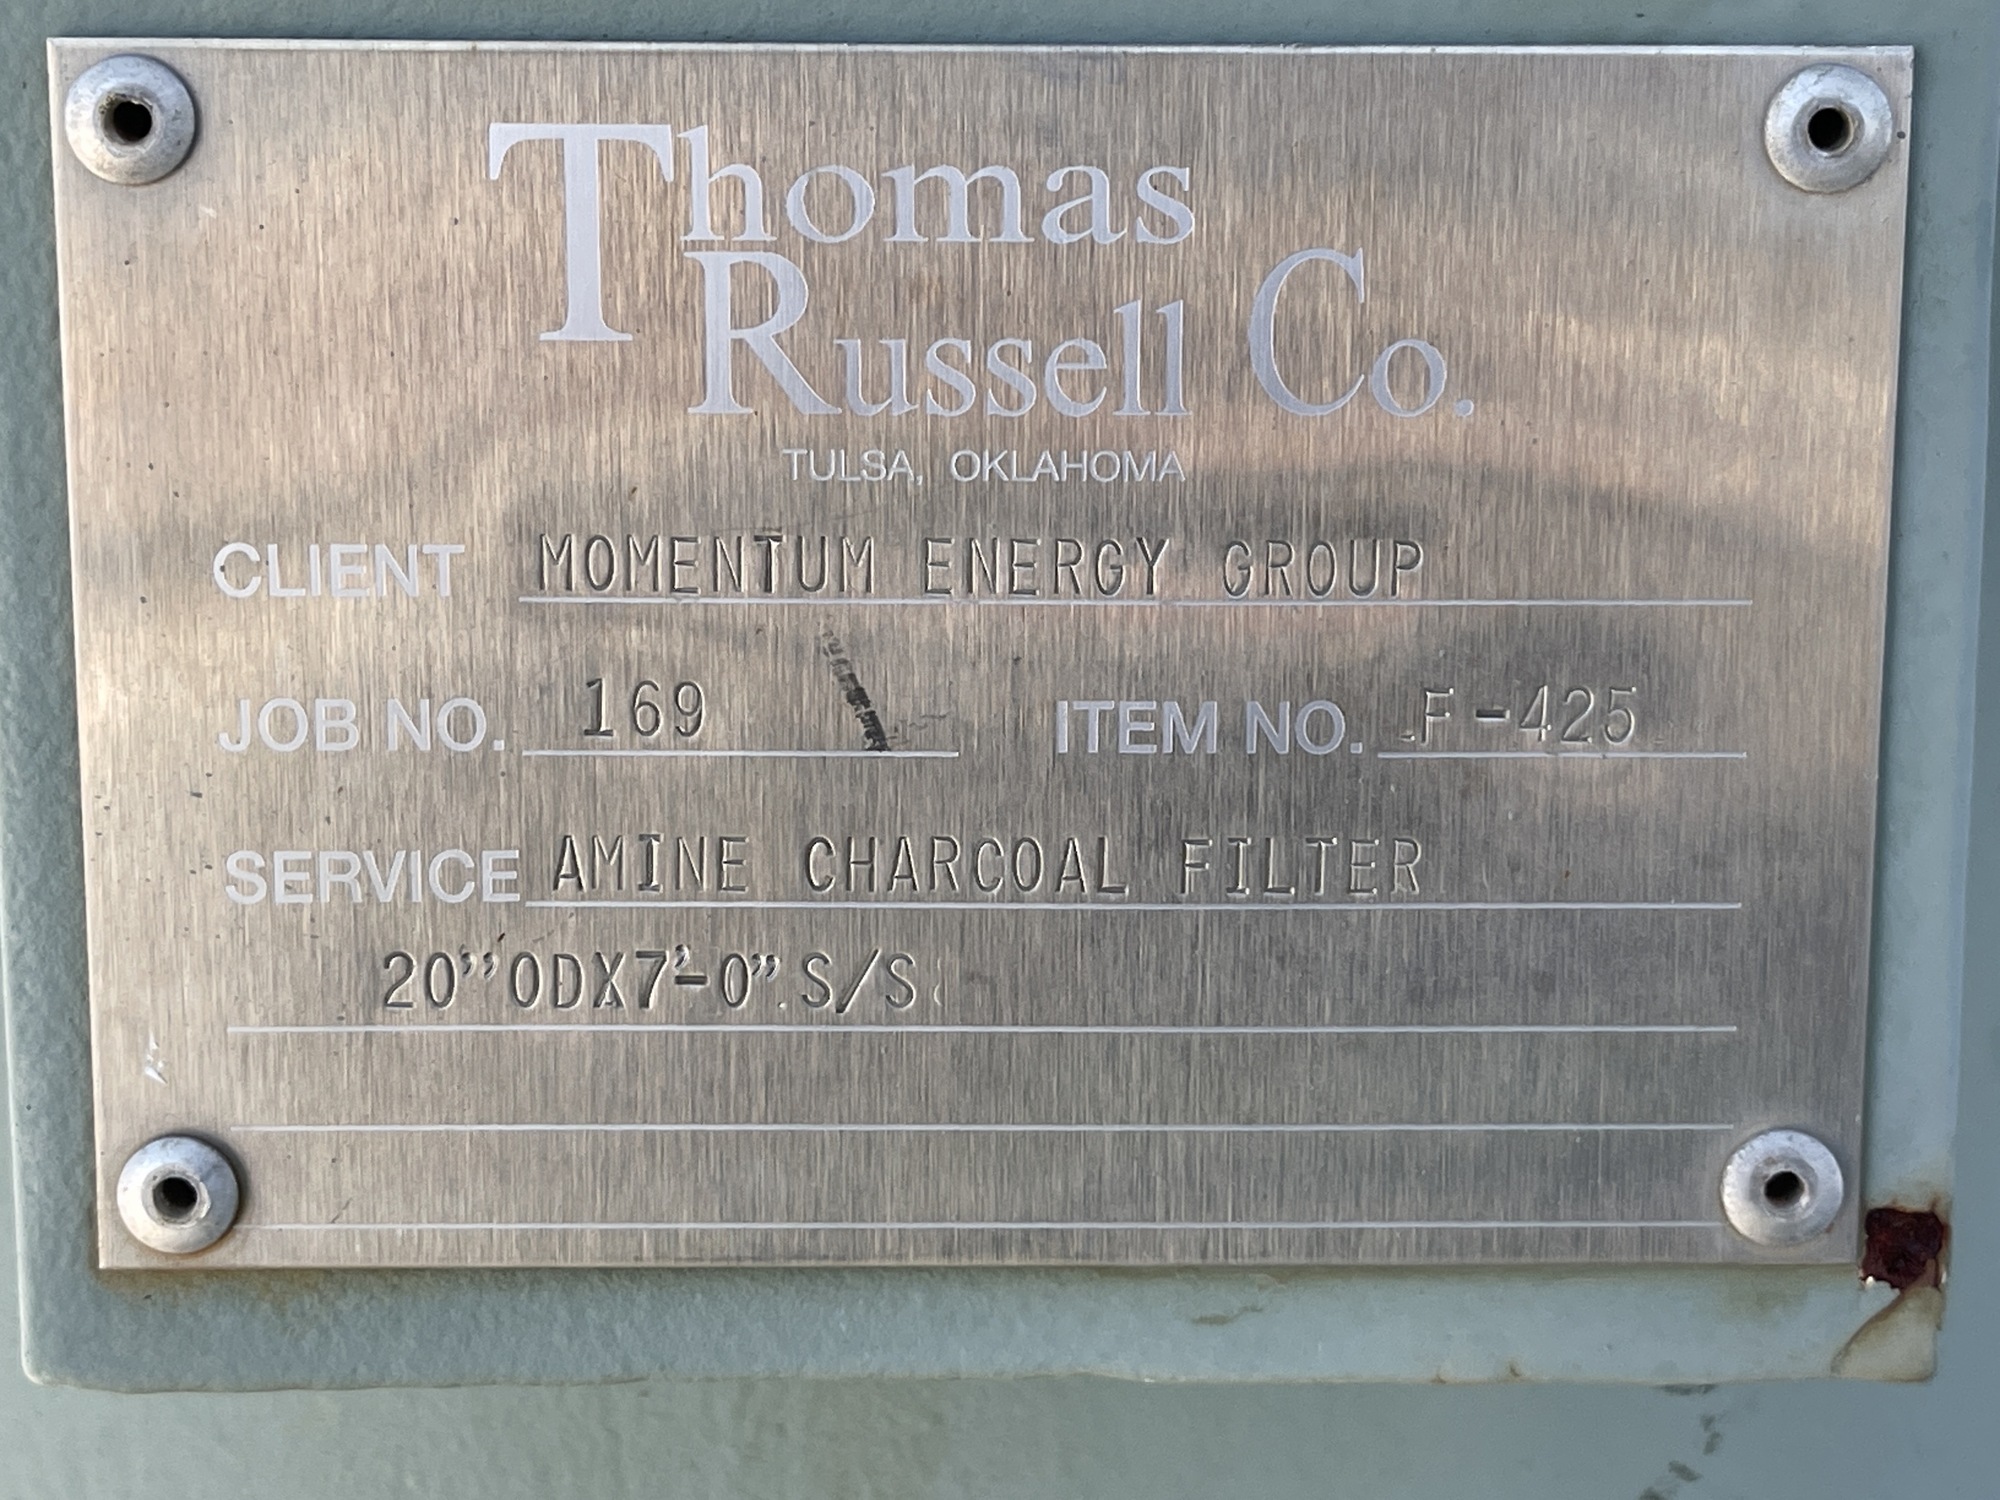 Thomas
Russell Co.
TULSA, OKLAHOMA
CLIENT MOMENTUM ENERGY GROUP
JOB NO. 169 ITEM NO. F-425
SERVICE AMINE CHARCOAL FILTER
20"ODX7'-0" S/S